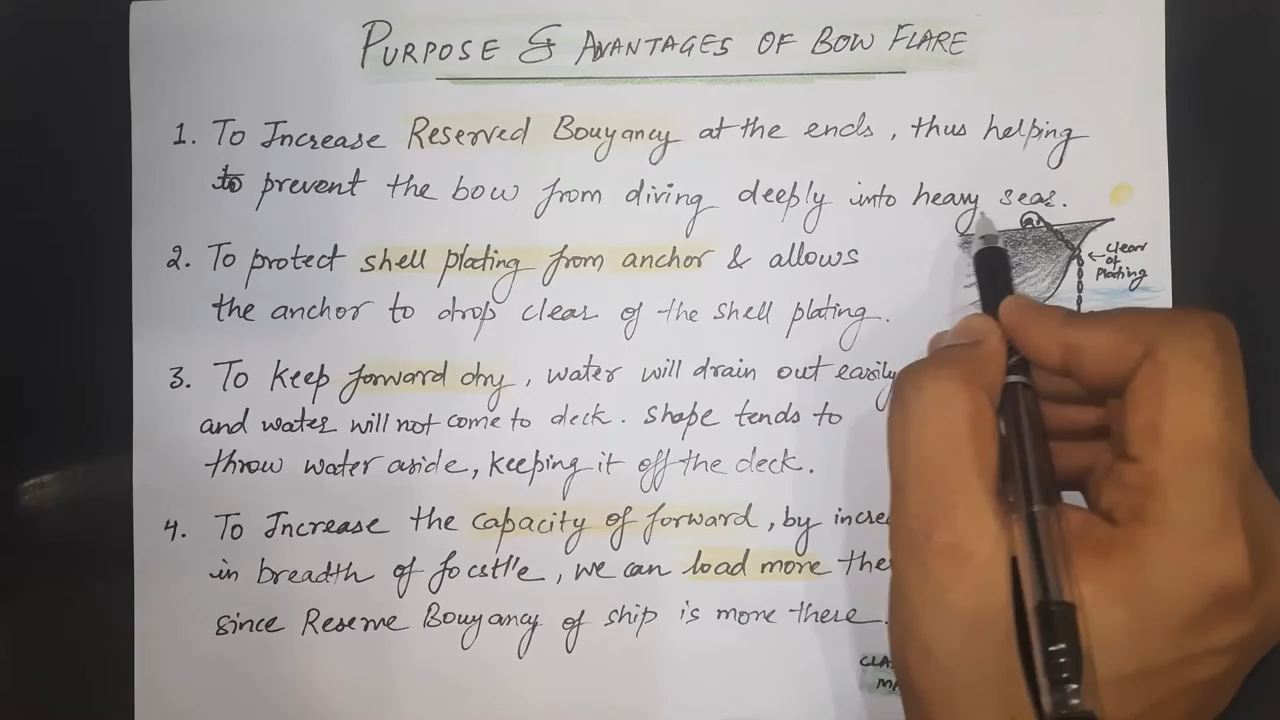 PURPOSE & AVANTAGES OF BOW FLARE
1. To Increase Reserved Bouyancy at the ends, thus helping
to prevent the bow from diving deeply into heavy seas.
2. To protect shell plating from anchor & allows
the anchor to drop clear of the shell plating.
clear
of
Plating
3. To keep forward dry, water will drain out easily
and water will not come to deck. Shape tends to
throw water aside, keeping it off the deck.
4. To Increase the capacity of forward, by
in breadth of focstl'e, we can load more
since Reserve Bouyancy of ship is more there.